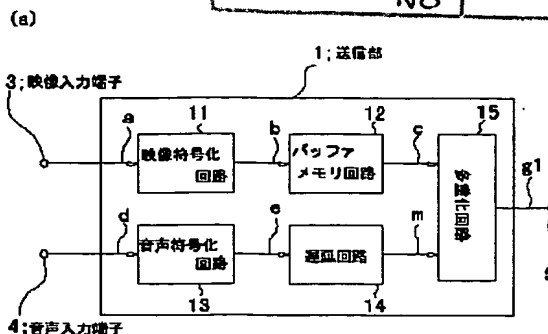 (a)
NO
1;送信部
3;映像入力端子
11
12
15
a
映像符号化
回路
b
バッファ
メモリ回路
c
多重化回路
g1
d
音声符号化
回路
e
遅延回路
m
13
14
4;音声入力端子